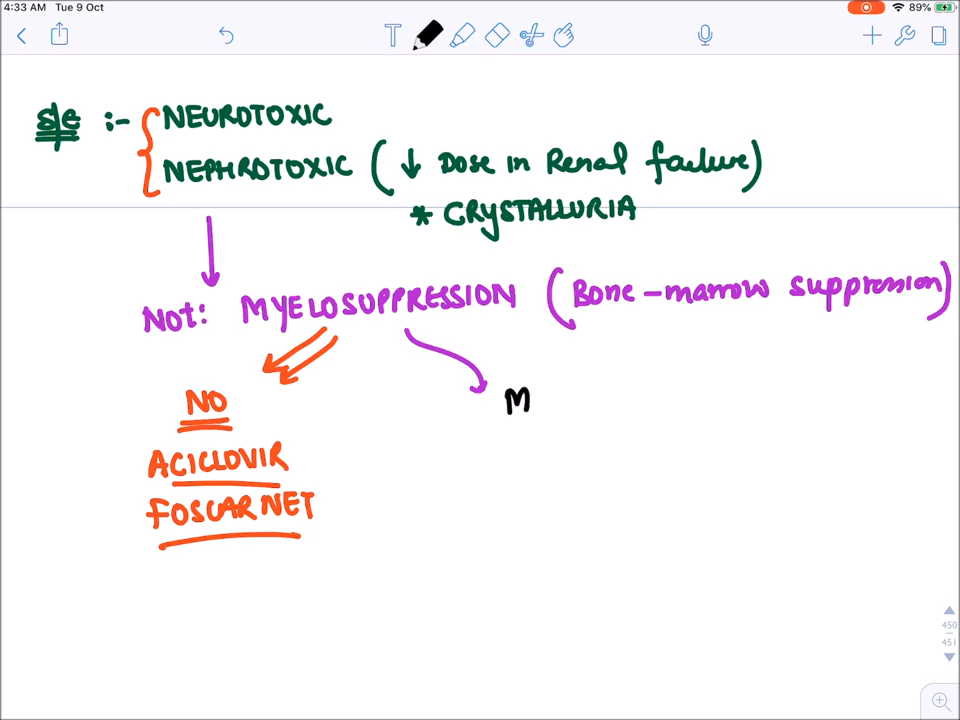 4:33 AM Tue 9 Oct
89%
T
S/E :- NEUROTOXIC
NEPHROTOXIC (↓ Dose in Renal failure)
* CRYSTALLURIA
Not: MYELOSUPPRESSION (Bone-marrow suppression)
NO
M
ACICLOVIR
FOSCARNET
450
451